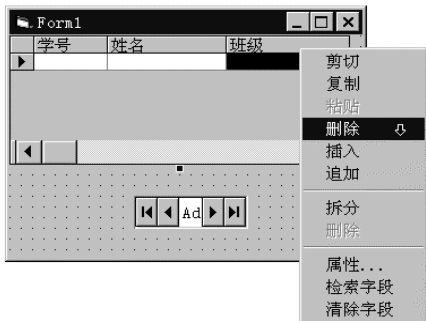 Form1
学号 姓名 班级
剪切
复制
粘贴
删除
插入
追加
拆分
删除
属性...
检索字段
清除字段
Ad